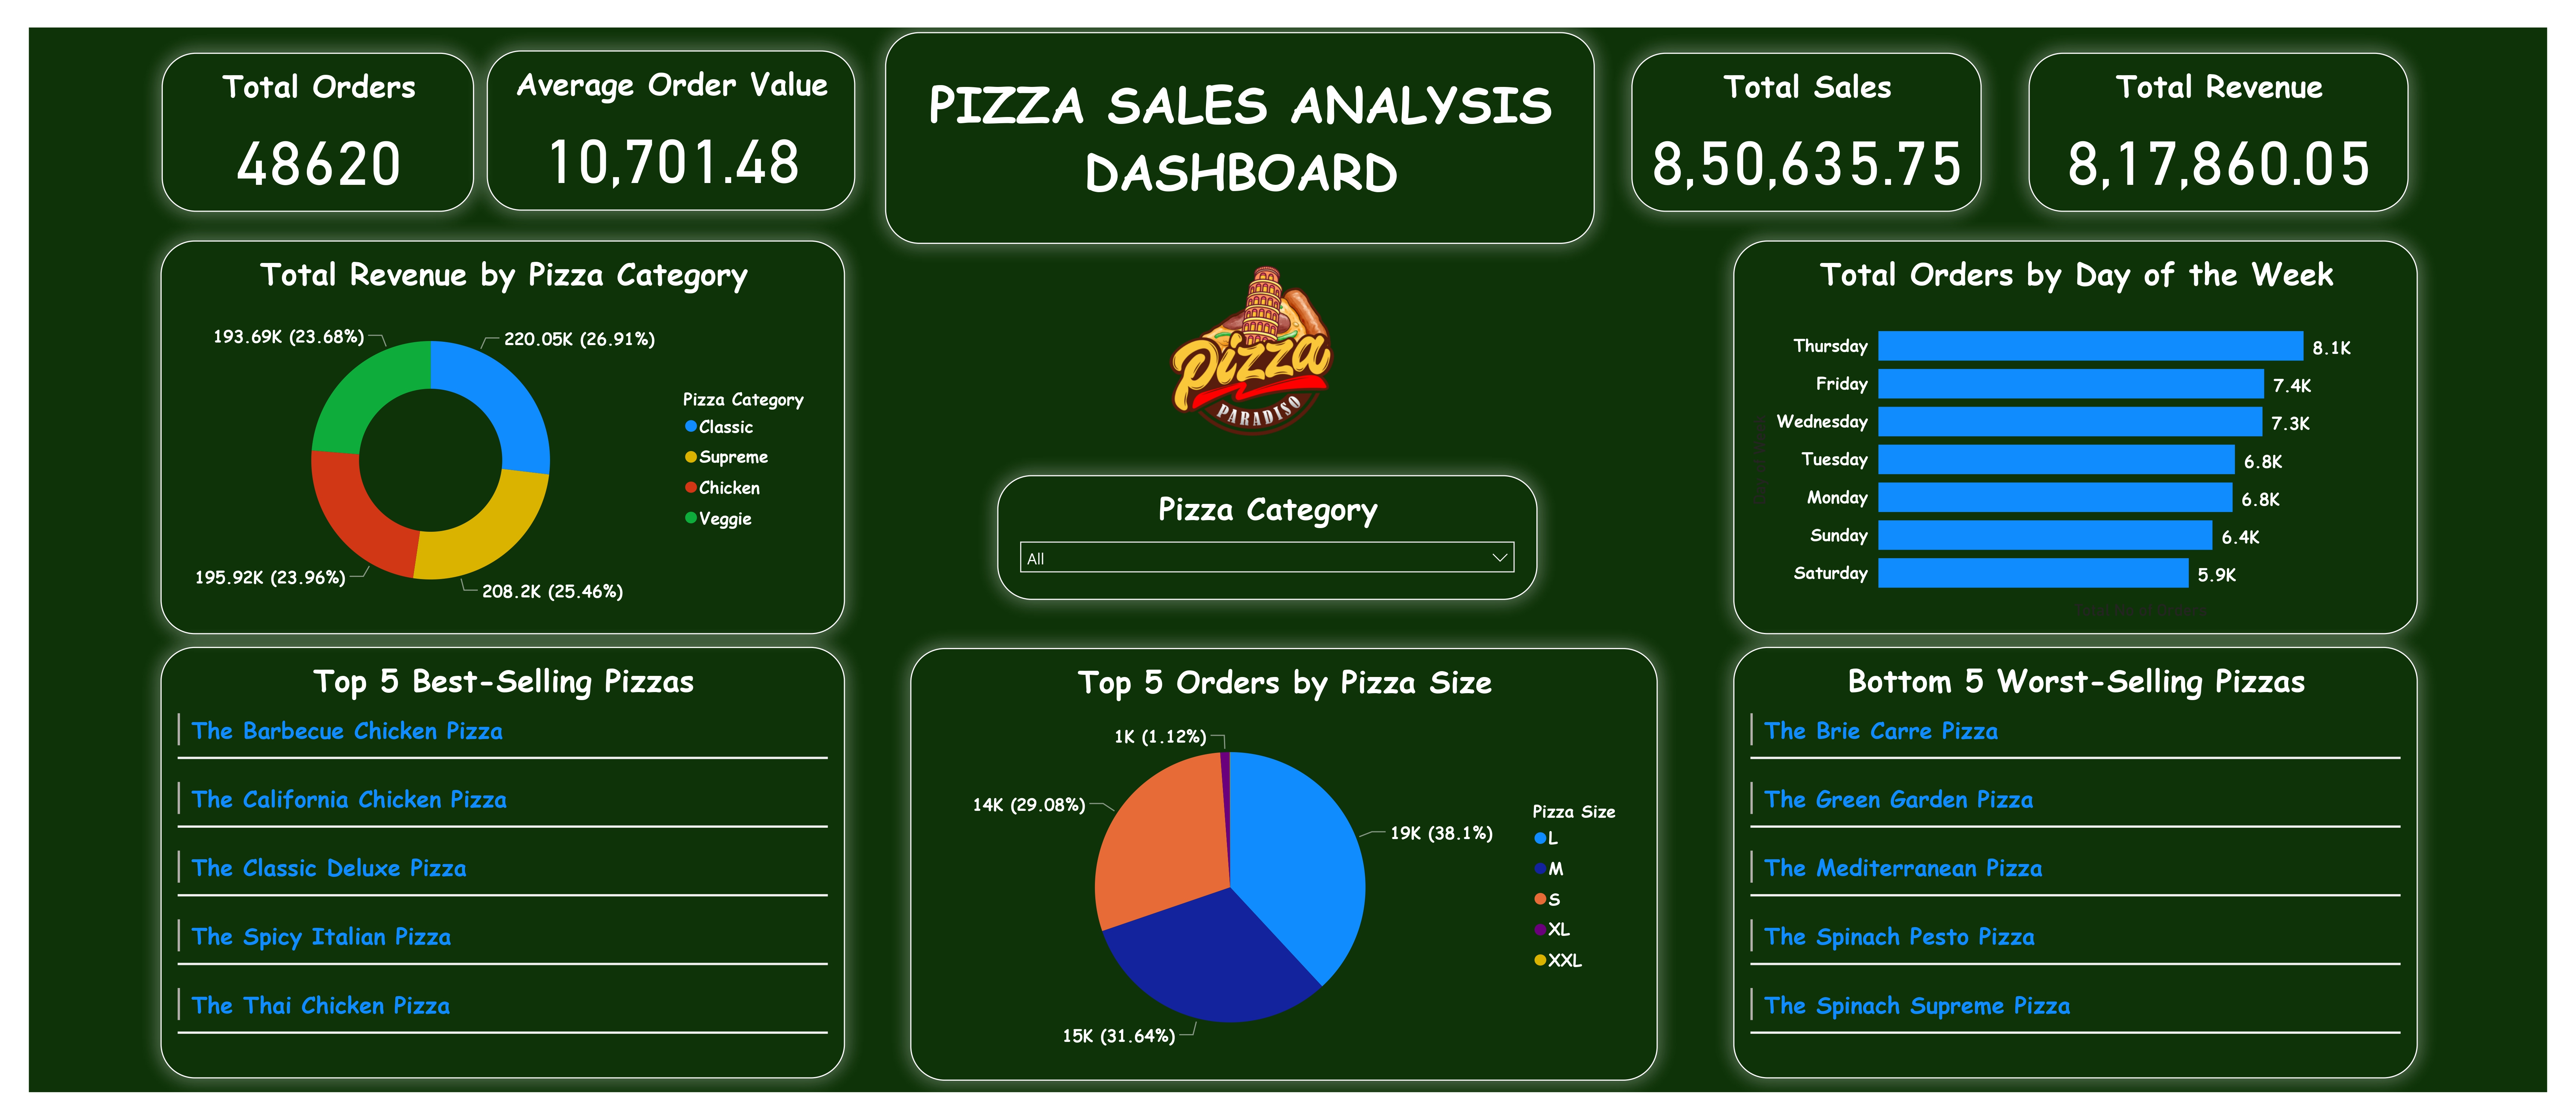 Total Orders
48620
Average Order Value
10,701.48
PIZZA SALES ANALYSIS
DASHBOARD
Total Sales
8,50,635.75
Total Revenue
8,17,860.05
Total Revenue by Pizza Category
193.69K (23.68%)
220.05K (26.91%)
195.92K (23.96%)
208.2K (25.46%)
Pizza Category
Classic
Supreme
Chicken
Veggie
Pizza
PARADISO
Pizza Category
All
Total Orders by Day of the Week
Thursday 8.1K
Friday 7.4K
Wednesday 7.3K
Tuesday 6.8K
Monday 6.8K
Sunday 6.4K
Saturday 5.9K
Top 5 Best-Selling Pizzas
The Barbecue Chicken Pizza
The California Chicken Pizza
The Classic Deluxe Pizza
The Spicy Italian Pizza
The Thai Chicken Pizza
Top 5 Orders by Pizza Size
1K (1.12%)
14K (29.08%)
19K (38.1%)
15K (31.64%)
Pizza Size
L
M
S
XL
XXL
Bottom 5 Worst-Selling Pizzas
The Brie Carre Pizza
The Green Garden Pizza
The Mediterranean Pizza
The Spinach Pesto Pizza
The Spinach Supreme Pizza